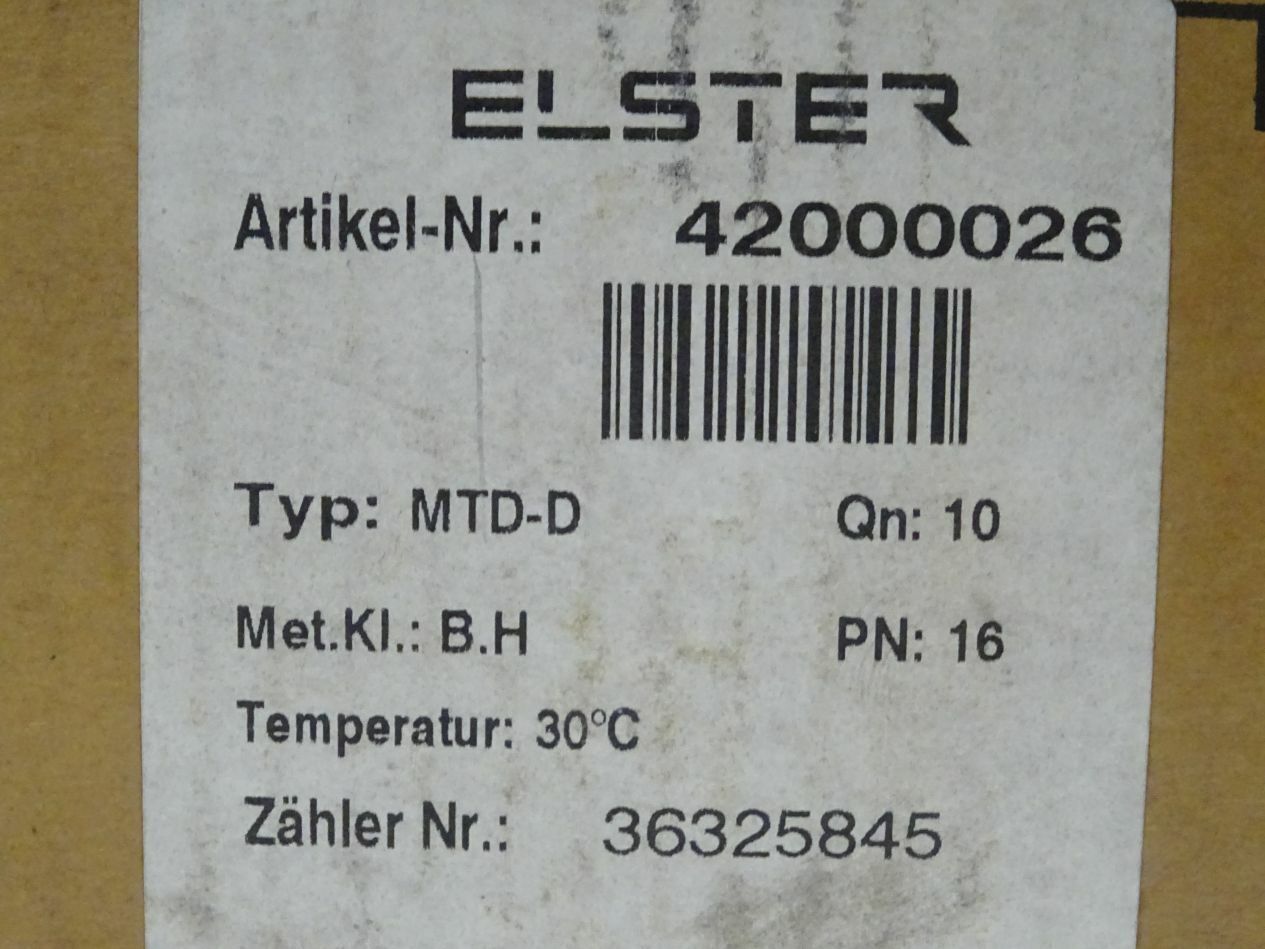 ELSTER
Artikel-Nr.: 42000026
Typ: MTD-D Qn: 10
Met.Kl.: B.H PN: 16
Temperatur: 30°C
Zähler Nr.: 36325845